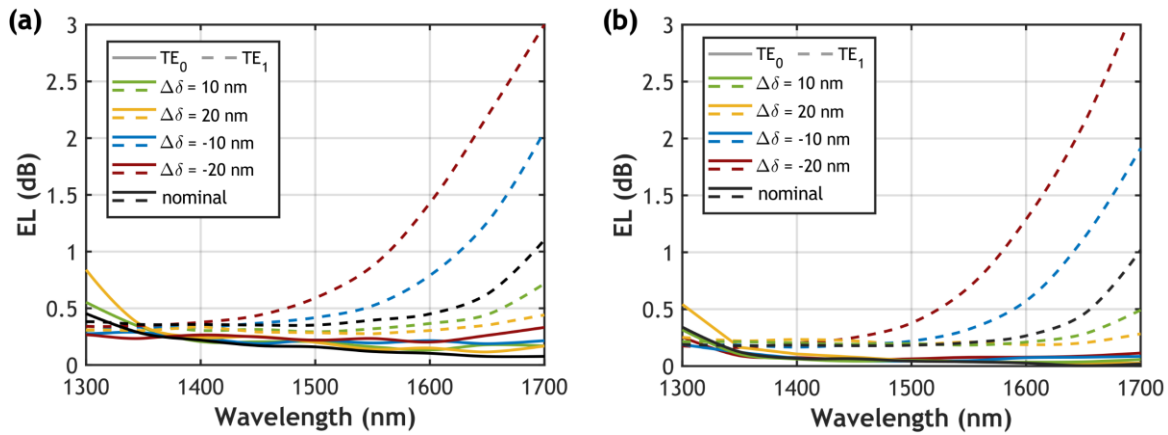 (a)
3
2.5
2
1.5
1
0.5
0
EL (dB)
TE0 TE1
Δδ = 10 nm
Δδ = 20 nm
Δδ = -10 nm
Δδ = -20 nm
nominal
1300 1400 1500 1600 1700
Wavelength (nm)
(b)
3
2.5
2
1.5
1
0.5
0
EL (dB)
TE0 TE1
Δδ = 10 nm
Δδ = 20 nm
Δδ = -10 nm
Δδ = -20 nm
nominal
1300 1400 1500 1600 1700
Wavelength (nm)